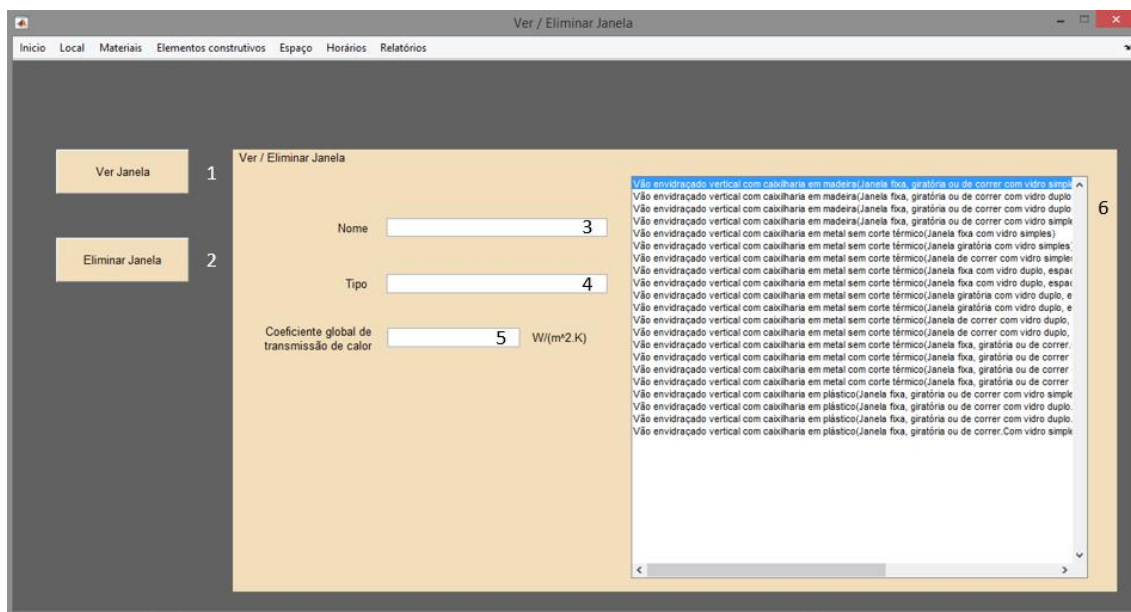 Ver / Eliminar Janela
Inicio Local Materiais Elementos construtivos Espaço Horários Relatórios
Ver Janela 1
Eliminar Janela 2
Ver / Eliminar Janela
Nome 3
Tipo 4
Coeficiente global de
transmissão de calor 5 W/(m^2.K)
Vão envidraçado vertical com caixilharia em madeira(Janela fixa, giratória ou de correr com vidro simple
Vão envidraçado vertical com caixilharia em madeira(Janela fixa, giratória ou de correr com vidro duplo
Vão envidraçado vertical com caixilharia em madeira(Janela fixa, giratória ou de correr com vidro duplo
Vão envidraçado vertical com caixilharia em madeira(Janela fixa, giratória ou de correr com vidro simple
Vão envidraçado vertical com caixilharia em metal sem corte térmico(Janela fixa com vidro simples)
Vão envidraçado vertical com caixilharia em metal sem corte térmico(Janela giratória com vidro simples)
Vão envidraçado vertical com caixilharia em metal sem corte térmico(Janela de correr com vidro simple
Vão envidraçado vertical com caixilharia em metal sem corte térmico(Janela fixa com vidro duplo, espac
Vão envidraçado vertical com caixilharia em metal sem corte térmico(Janela fixa com vidro duplo, espac
Vão envidraçado vertical com caixilharia em metal sem corte térmico(Janela giratória com vidro duplo, e
Vão envidraçado vertical com caixilharia em metal sem corte térmico(Janela giratória com vidro duplo, e
Vão envidraçado vertical com caixilharia em metal sem corte térmico(Janela de correr com vidro duplo,
Vão envidraçado vertical com caixilharia em metal sem corte térmico(Janela de correr com vidro duplo,
Vão envidraçado vertical com caixilharia em metal com corte térmico(Janela fixa, giratória ou de correr.
Vão envidraçado vertical com caixilharia em metal com corte térmico(Janela fixa, giratória ou de correr
Vão envidraçado vertical com caixilharia em metal com corte térmico(Janela fixa, giratória ou de correr
Vão envidraçado vertical com caixilharia em metal com corte térmico(Janela fixa, giratória ou de correr
Vão envidraçado vertical com caixilharia em plástico(Janela fixa, giratória ou de correr com vidro simple
Vão envidraçado vertical com caixilharia em plástico(Janela fixa, giratória ou de correr com vidro duplo.
Vão envidraçado vertical com caixilharia em plástico(Janela fixa, giratória ou de correr com vidro duplo.
Vão envidraçado vertical com caixilharia em plástico(Janela fixa, giratória ou de correr.Com vidro simple
6